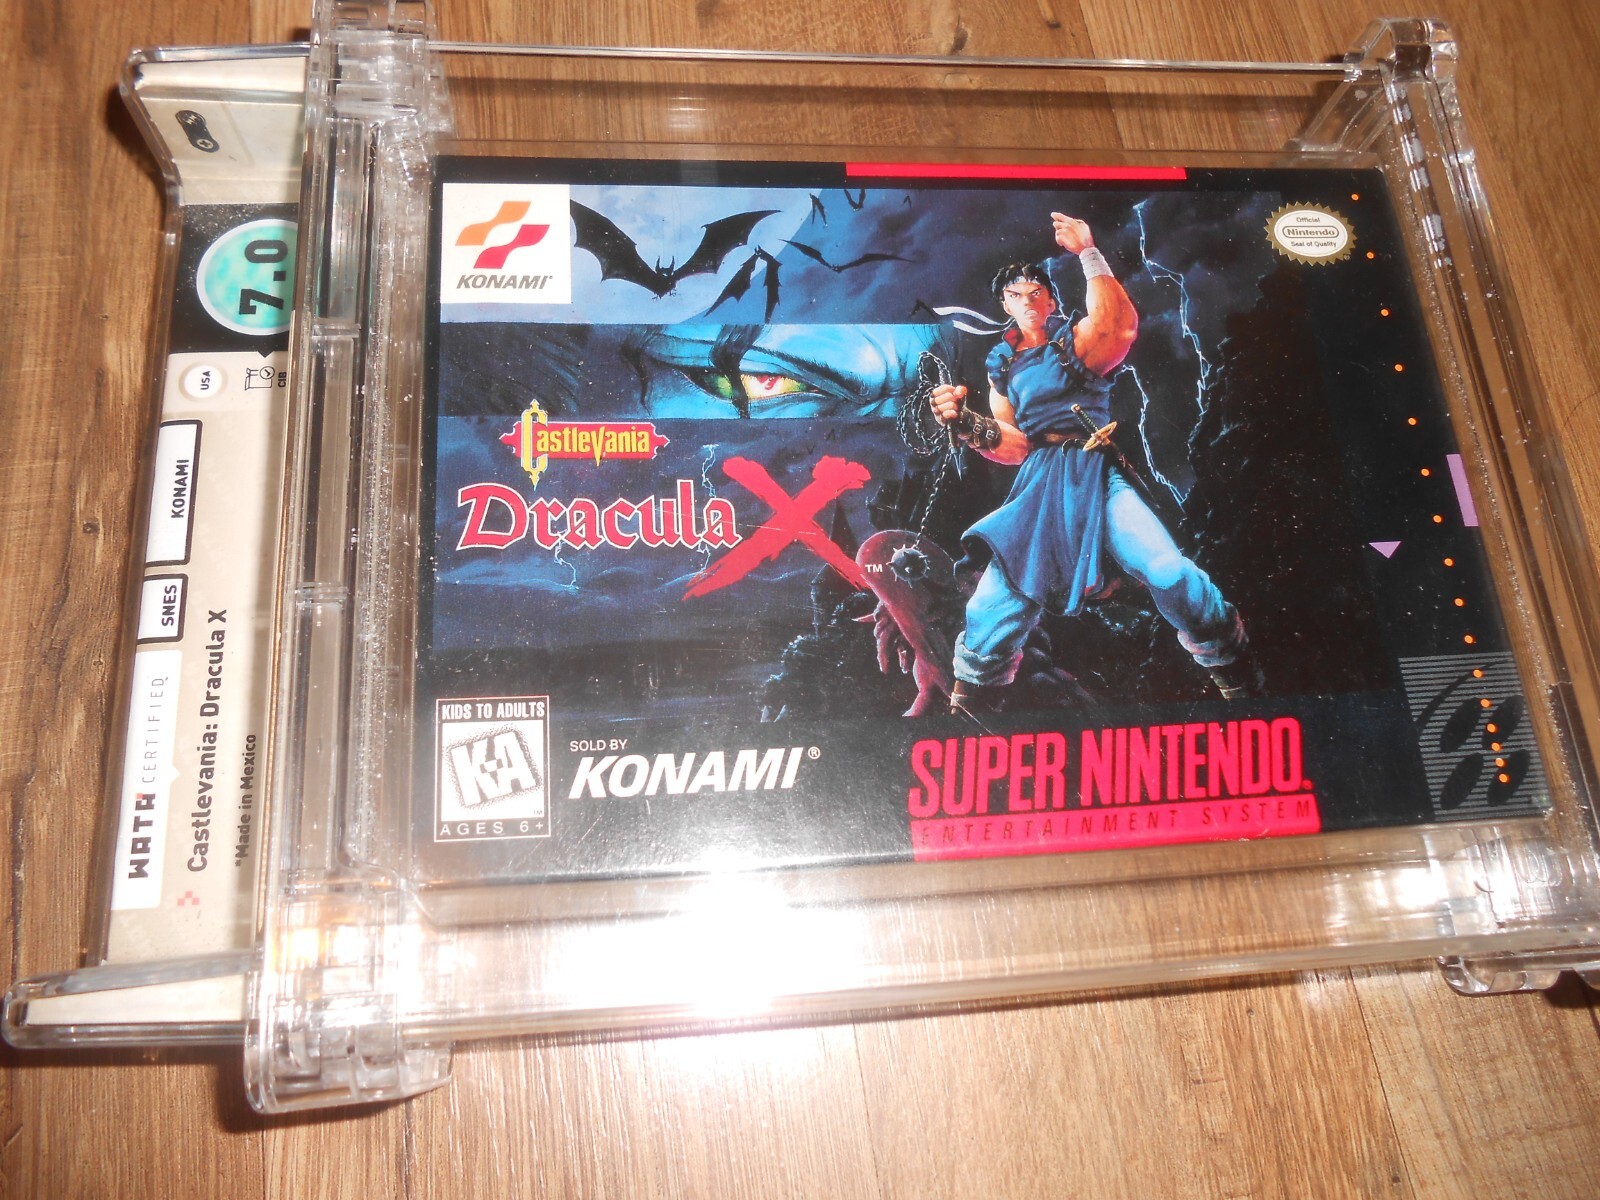 7.0
USA
CIB
KONAMI
SNES
WATA CERTIFIED
Castlevania: Dracula X
*Made in Mexico
KONAMI®
Official
Nintendo
Seal of Quality
Castlevania
Dracula X
TM
KIDS TO ADULTS
K-A
TM
AGES 6+
SOLD BY
KONAMI®
SUPER NINTENDO.
ENTERTAINMENT SYSTEM